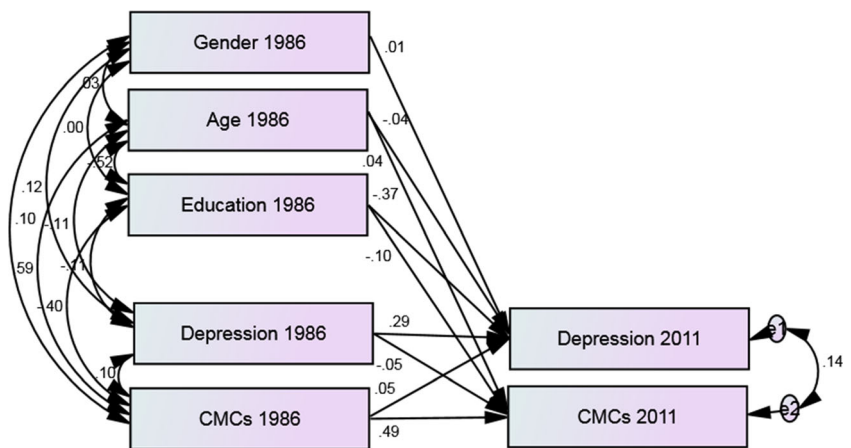 Gender 1986
.01
.03
Age 1986
-.04
.00
.04
-.52
Education 1986
-.37
.12
.10
-.11
-.10
.59
-.11
-.40
Depression 1986
.29
Depression 2011
e1
-.05
.14
.10
.05
CMCs 1986
.49
CMCs 2011
e2